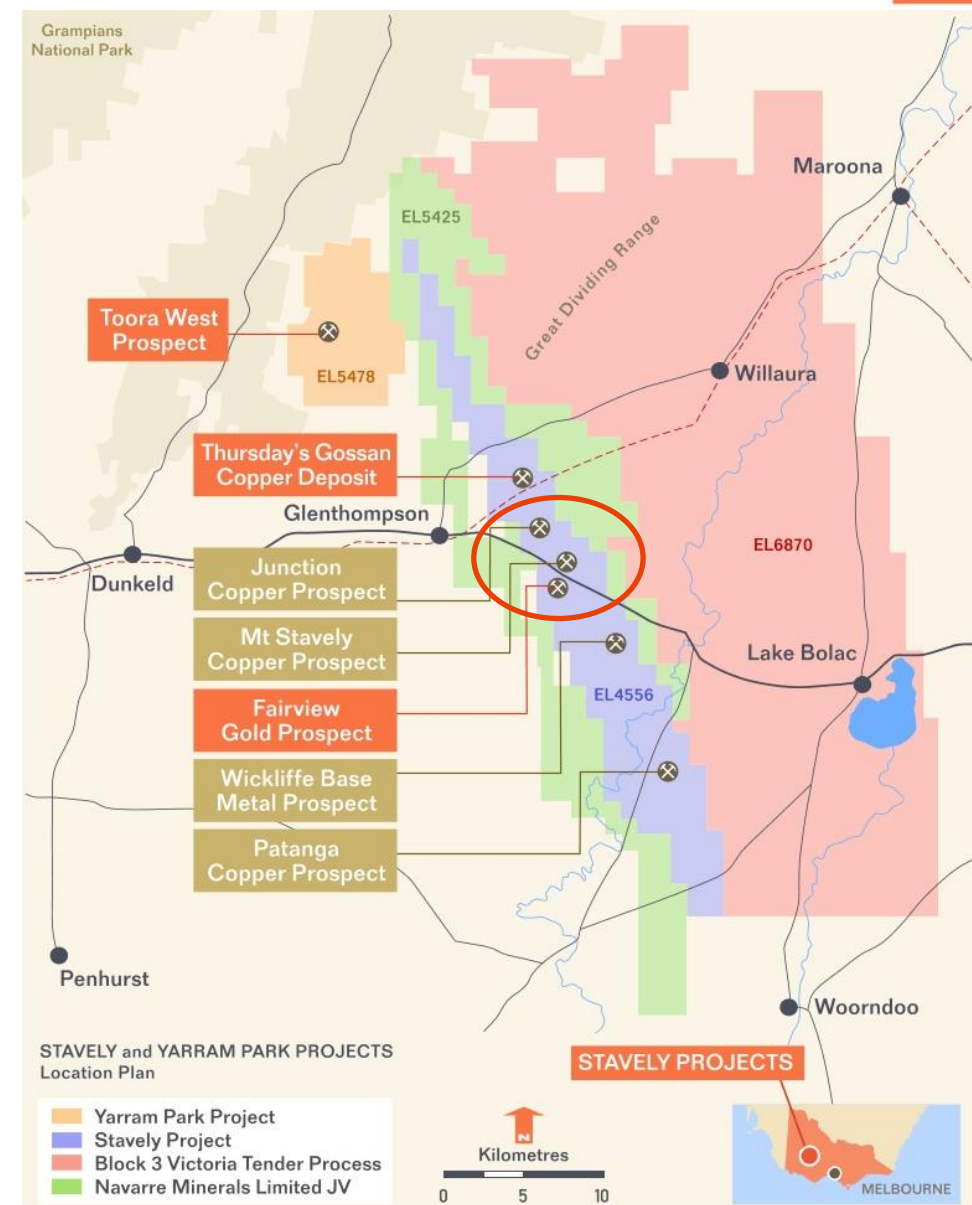 Grampians
National Park
Maroona
EL5425
Great Dividing Range
Toora West
Prospect
EL5478
Willaura
Thursday's Gossan
Copper Deposit
Glenthompson
Dunkeld
EL6870
Junction
Copper Prospect
Mt Stavely
Copper Prospect
Lake Bolac
EL4556
Fairview
Gold Prospect
Wickliffe Base
Metal Prospect
Patanga
Copper Prospect
Penhurst
Woorndoo
STAVELY and YARRAM PARK PROJECTS
Location Plan
STAVELY PROJECTS
Yarram Park Project
Stavely Project
Block 3 Victoria Tender Process
Navarre Minerals Limited JV
N
Kilometres
0 5 10
MELBOURNE